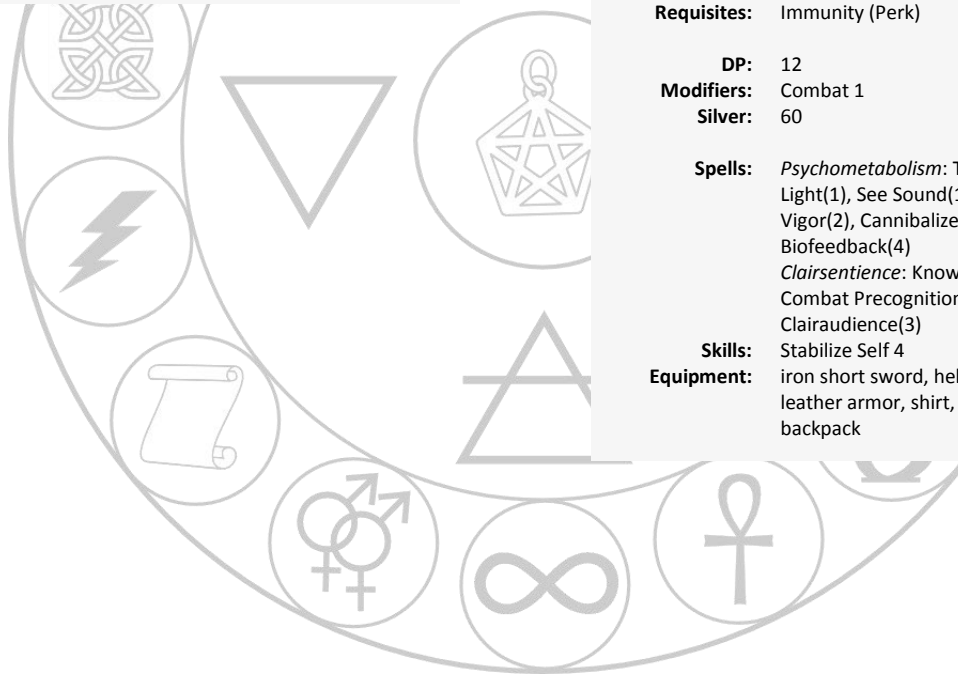 Requisites: Immunity (Perk)
DP: 12
Modifiers: Combat 1
Silver: 60
Spells: Psychometabolism:
Light(1), See Sound(
Vigor(2), Cannibalize
Biofeedback(4)
Clairsentience: Know
Combat Precognition
Clairaudience(3)
Skills: Stabilize Self 4
Equipment: iron short sword,
leather armor, shirt,
backpack